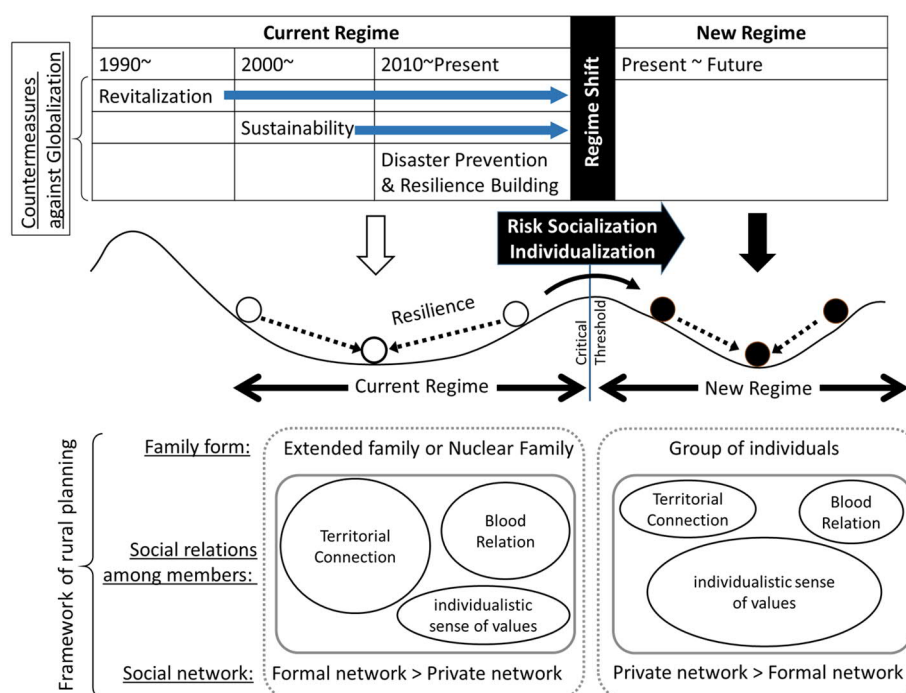 Countermeasures
against Globalization
Current Regime
New Regime
1990~
2000~
2010~Present
Present ~ Future
Revitalization
Sustainability
Disaster Prevention
& Resilience Building
Regime Shift
Risk Socialization
Individualization
Resilience
Critical
Threshold
Current Regime
New Regime
Framework of rural planning
Family form:
Extended family or Nuclear Family
Group of individuals
Social relations
among members:
Territorial
Connection
Blood
Relation
individualistic
sense of values
Territorial
Connection
Blood
Relation
individualistic sense
of values
Social network:
Formal network > Private network
Private network > Formal network